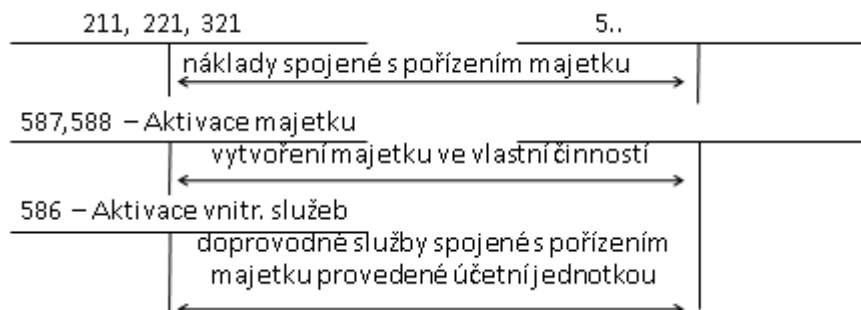 211, 221, 321 5..
náklady spojené s pořízením majetku
587,588 – Aktivace majetku
vytvoření majetku ve vlastní činností
586 – Aktivace vnitr. služeb
doprovodné služby spojené s pořízením
majetku provedené účetní jednotkou